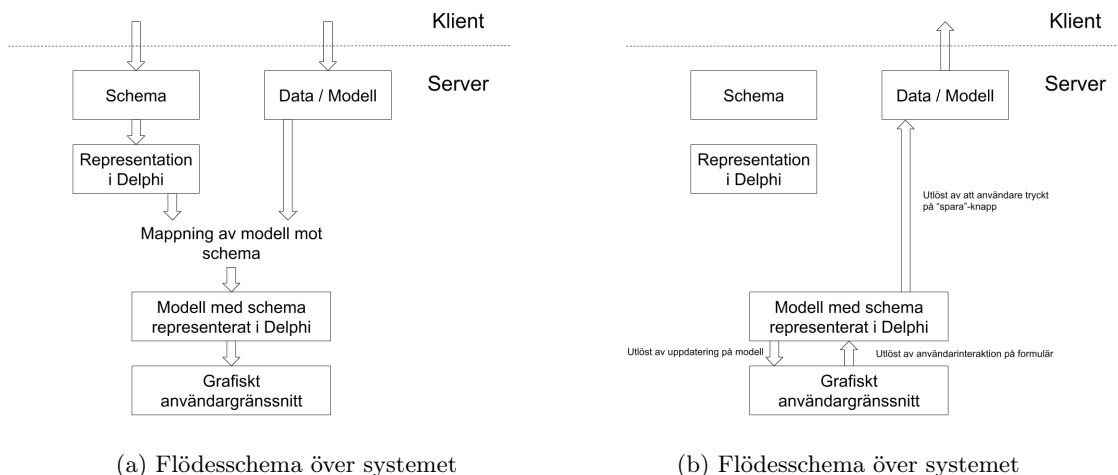 Klient
Server
Schema
Data / Modell
Representation
i Delphi
Mappning av modell mot
schema
Modell med schema
representerat i Delphi
Grafiskt
användargränssnitt
(a) Flödesschema över systemet
Klient
Server
Schema
Data / Modell
Representation
i Delphi
Utlöst av att användare tryckt
på "spara"-knapp
Modell med schema
representerat i Delphi
Utlöst av uppdatering på modell
Utlöst av användarinteraktion på formulär
Grafiskt
användargränssnitt
(b) Flödesschema över systemet